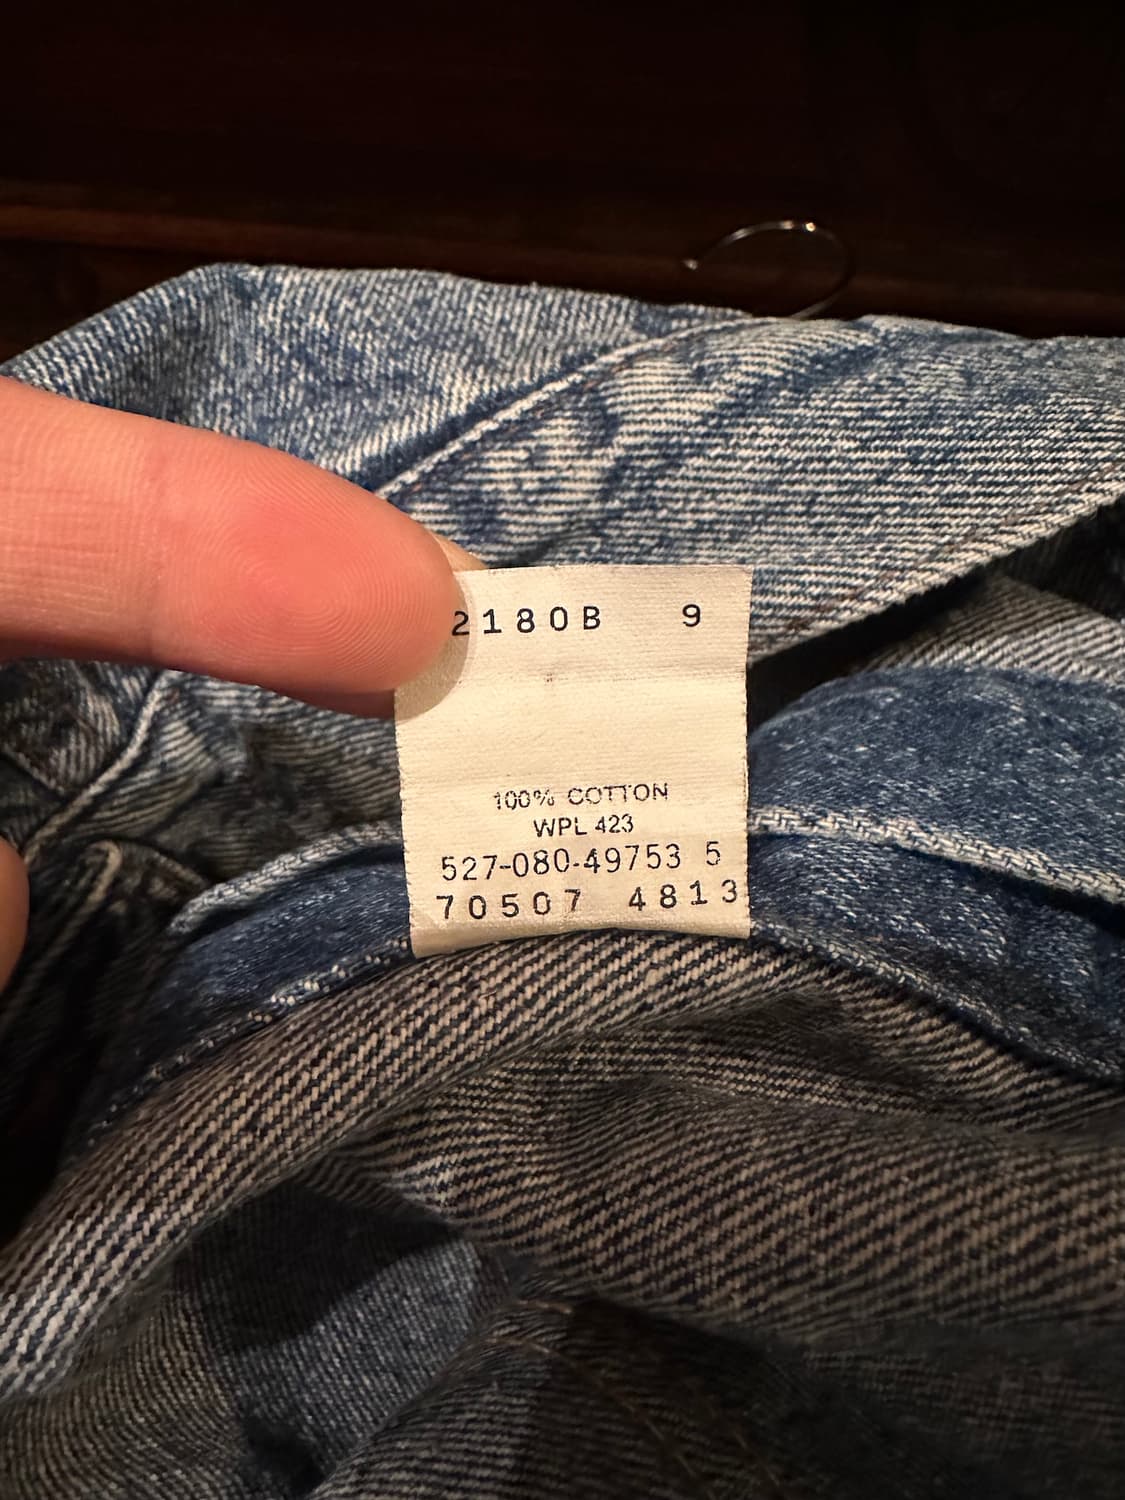 2180B 9
100% COTTON
WPL 423
527-080-49753 5
70507 4813